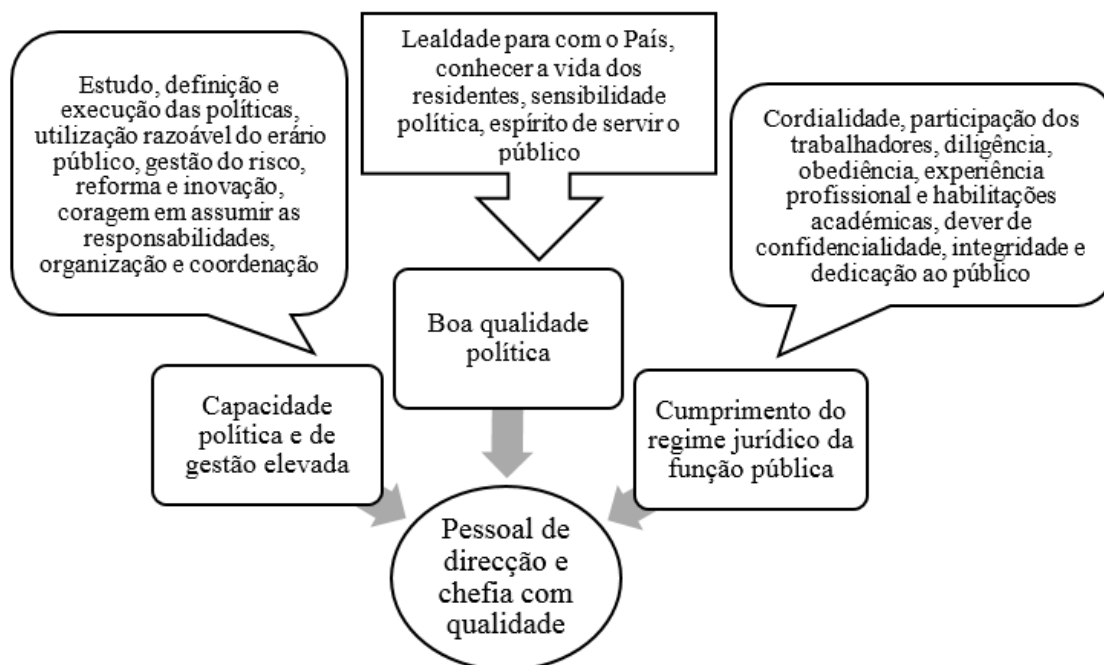 Estudo, definição e
execução das políticas,
utilização razoável do erário
público, gestão do risco,
reforma e inovação,
coragem em assumir as
responsabilidades,
organização e coordenação
Lealdade para com o País,
conhecer a vida dos
residentes, sensibilidade
política, espírito de servir o
público
Cordialidade, participação dos
trabalhadores, diligência,
obediência, experiência
profissional e habilitações
académicas, dever de
confidencialidade, integridade e
dedicação ao público
Capacidade
política e de
gestão elevada
Boa qualidade
política
Cumprimento do
regime jurídico da
função pública
Pessoal de
direcção e
chefia com
qualidade